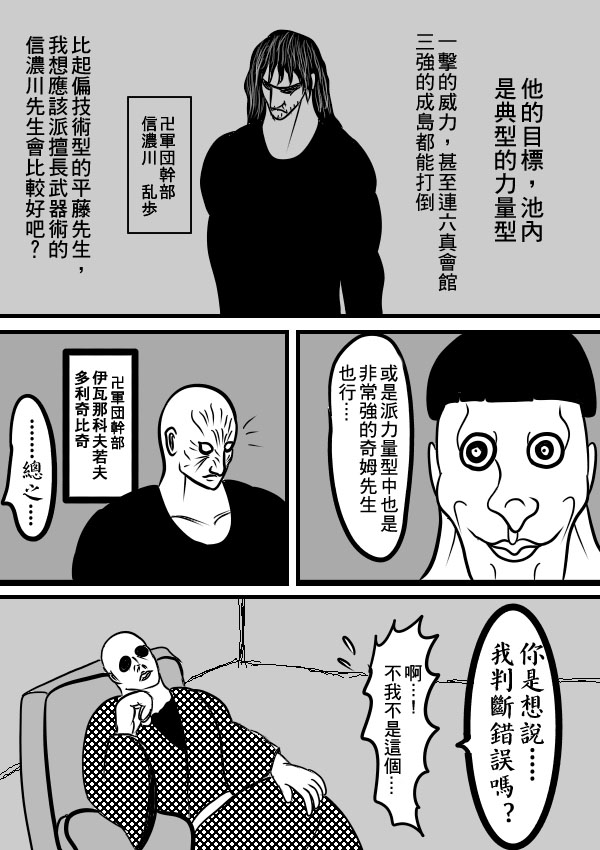 他的目標，池內
是典型的力量型
一擊的威力，甚至連六真會館
三強的成島都能打倒
卍軍団幹部
信濃川　乱歩
比起偏技術型的平藤先生，
我想應該派擅長武器術的
信濃川先生會比較好吧？
或是派力量型中也是
非常強的奇姆先生
也行…
卍軍団幹部
伊瓦那科夫若夫
多利奇比奇
……總之…
你是想說……
我判斷錯誤嗎？
啊…！
不我不是這個…